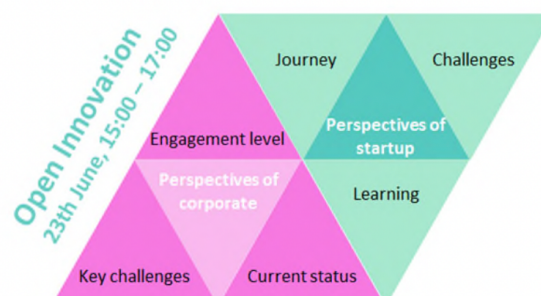 Open Innovation
23th June, 15:00 – 17:00
Journey
Challenges
Engagement level
Perspectives of
startup
Perspectives of
corporate
Learning
Key challenges
Current status